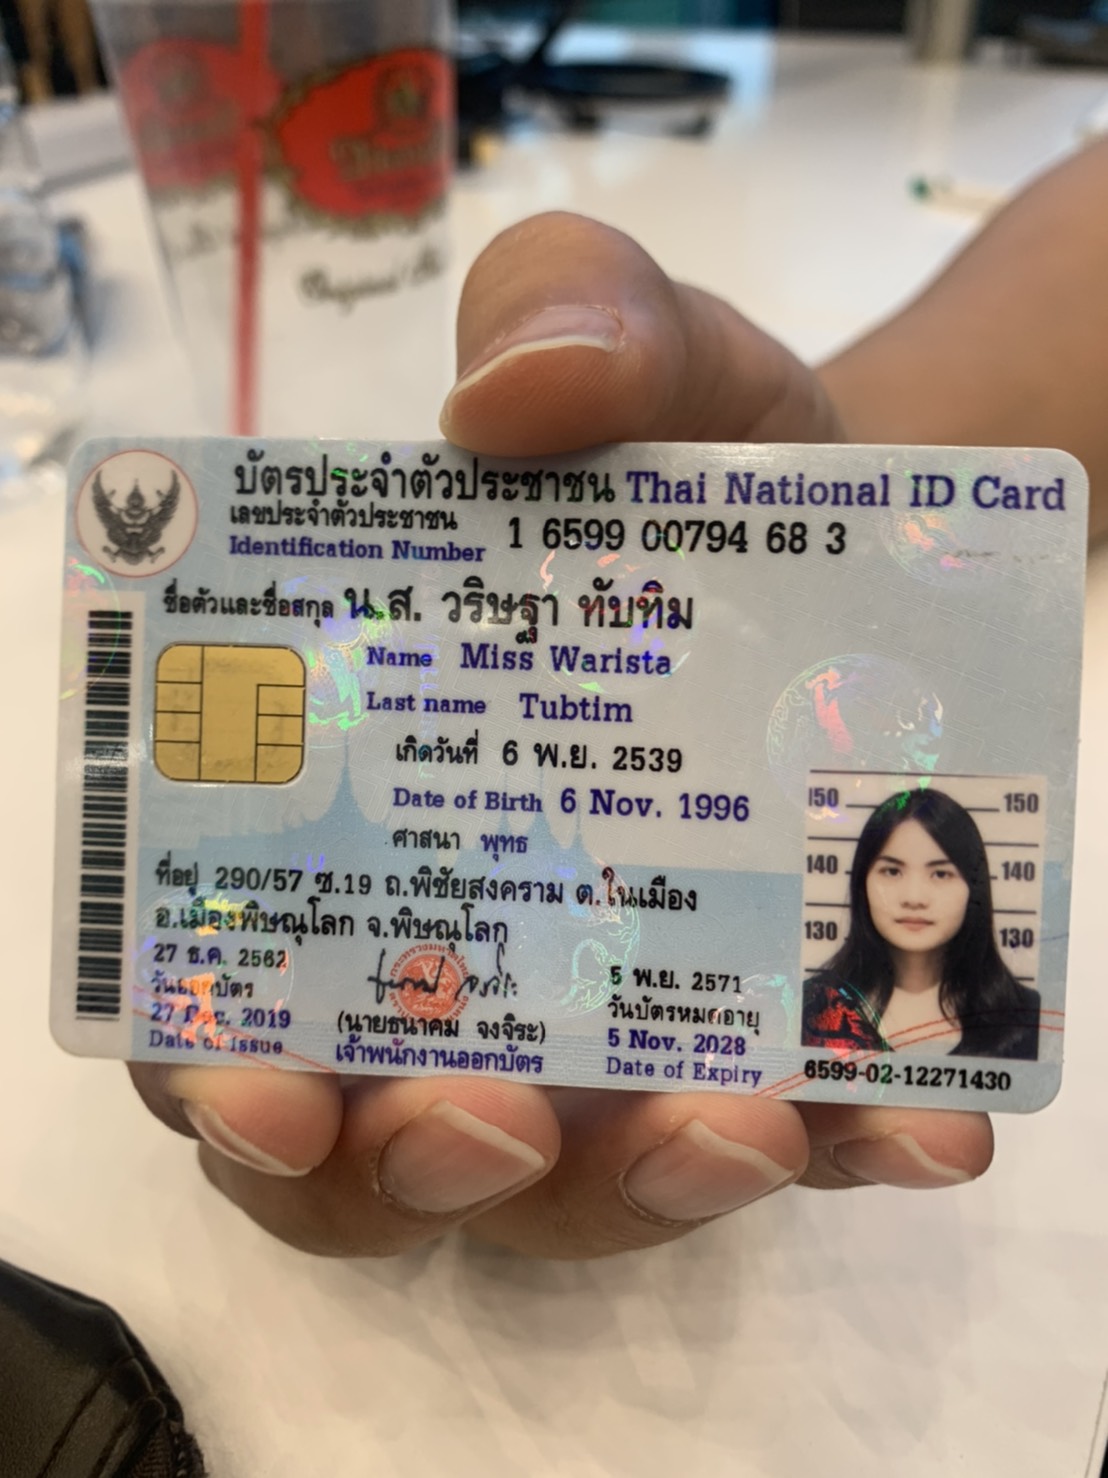 บัตรประจำตัวประชาชน Thai National ID Card
เลขประจำตัวประชาชน
Identification Number 1 6599 00794 68 3
ชื่อตัวและชื่อสกุล น.ส. วริษฐา ทับทิม
Name Miss Warista
Last name Tubtim
เกิดวันที่ 6 พ.ย. 2539
Date of Birth 6 Nov. 1996
ศาสนา พุทธ
ที่อยู่ 290/57 ซ.19 ถ.พิชัยสงคราม ต.ในเมือง
อ.เมืองพิษณุโลก จ.พิษณุโลก
27 ธ.ค. 2562
วันออกบัตร
27 Dec. 2019
Date of Issue
(นายธนาคม จงจิระ)
เจ้าพนักงานออกบัตร
5 พ.ย. 2571
วันบัตรหมดอายุ
5 Nov. 2028
Date of Expiry
150 150
140 140
130 130
6599-02-12271430